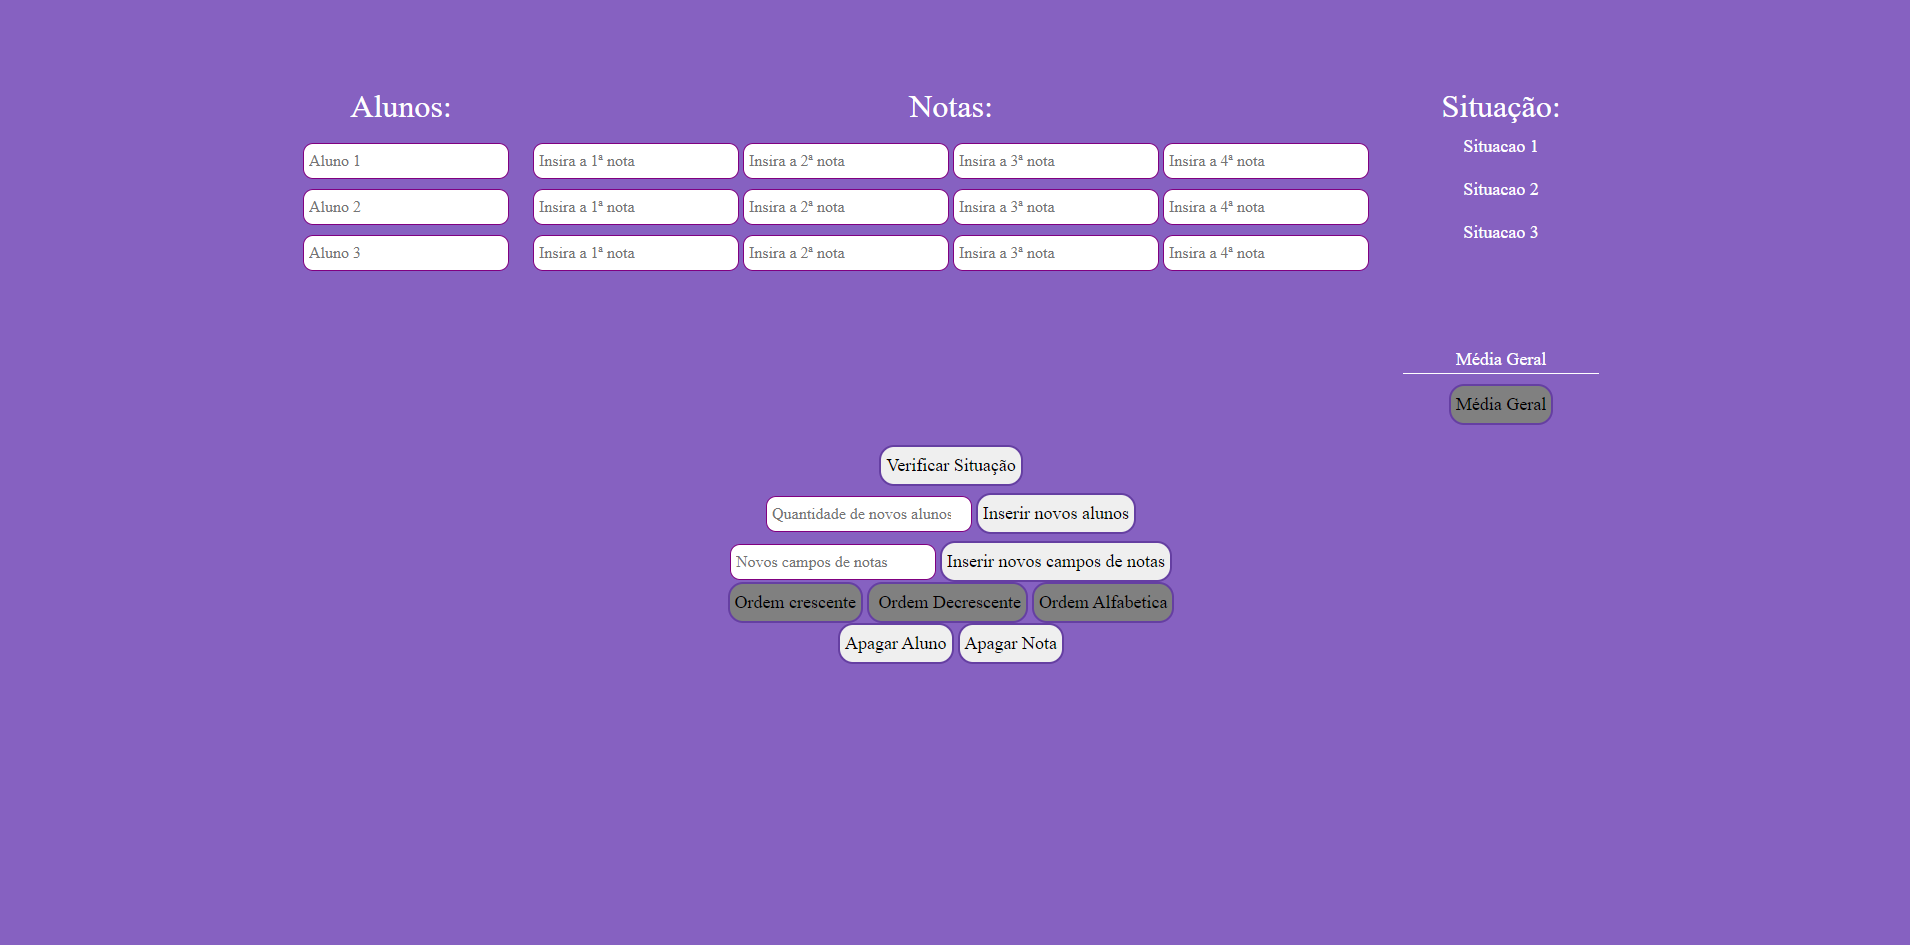 Alunos: Notas: Situação:
Aluno 1 Insira a 1ª nota Insira a 2ª nota Insira a 3ª nota Insira a 4ª nota Situacao 1
Aluno 2 Insira a 1ª nota Insira a 2ª nota Insira a 3ª nota Insira a 4ª nota Situacao 2
Aluno 3 Insira a 1ª nota Insira a 2ª nota Insira a 3ª nota Insira a 4ª nota Situacao 3
Média Geral
Média Geral
Verificar Situação
Quantidade de novos alunos Inserir novos alunos
Novos campos de notas Inserir novos campos de notas
Ordem crescente Ordem Decrescente Ordem Alfabetica
Apagar Aluno Apagar Nota